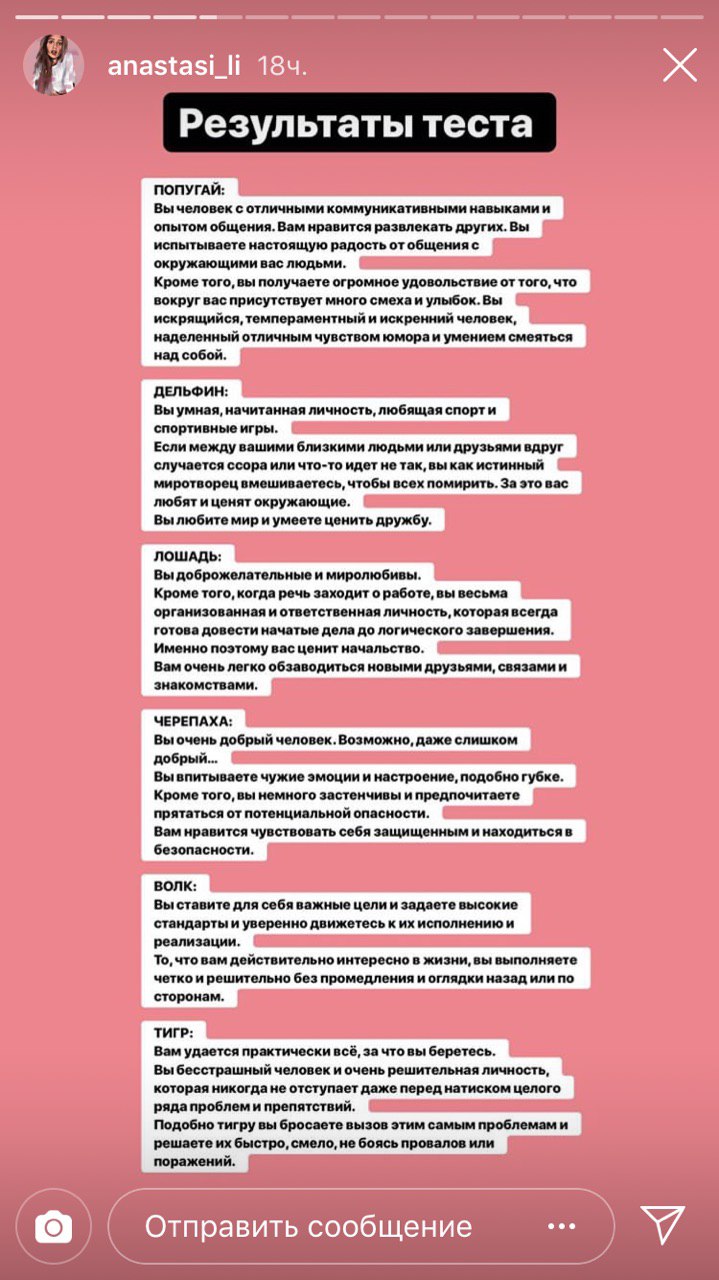 anastasi_li 18ч.
Результаты теста
ПОПУГАЙ:
Вы человек с отличными коммуникативными навыками и
опытом общения. Вам нравится развлекать других. Вы
испытываете настоящую радость от общения с
окружающими вас людьми.
Кроме того, вы получаете огромное удовольствие от того, что
вокруг вас присутствует много смеха и улыбок. Вы
искрящийся, темпераментный и искренний человек,
наделенный отличным чувством юмора и умением смеяться
над собой.
ДЕЛЬФИН:
Вы умная, начитанная личность, любящая спорт и
спортивные игры.
Если между вашими близкими людьми или друзьями вдруг
случается ссора или что-то идет не так, вы как истинный
миротворец вмешиваетесь, чтобы всех помирить. За это вас
любят и ценят окружающие.
Вы любите мир и умеете ценить дружбу.
ЛОШАДЬ:
Вы доброжелательные и миролюбивы.
Кроме того, когда речь заходит о работе, вы весьма
организованная и ответственная личность, которая всегда
готова довести начатые дела до логического завершения.
Именно поэтому вас ценит начальство.
Вам очень легко обзаводиться новыми друзьями, связами и
знакомствами.
ЧЕРЕПАХА:
Вы очень добрый человек. Возможно, даже слишком
добрый...
Вы впитываете чужие эмоции и настроение, подобно губке.
Кроме того, вы немного застенчивы и предпочитаете
прятаться от потенциальной опасности.
Вам нравится чувствовать себя защищенным и находиться в
безопасности.
ВОЛК:
Вы ставите для себя важные цели и задаете высокие
стандарты и уверенно движетесь к их исполнению и
реализации.
То, что вам действительно интересно в жизни, вы выполняете
четко и решительно без промедления и оглядки назад или по
сторонам.
ТИГР:
Вам удается практически всё, за что вы беретесь.
Вы бесстрашный человек и очень решительная личность,
которая никогда не отступает даже перед натиском целого
ряда проблем и препятствий.
Подобно тигру вы бросаете вызов этим самым проблемам и
решаете их быстро, смело, не боясь провалов или
поражений.
Отправить сообщение